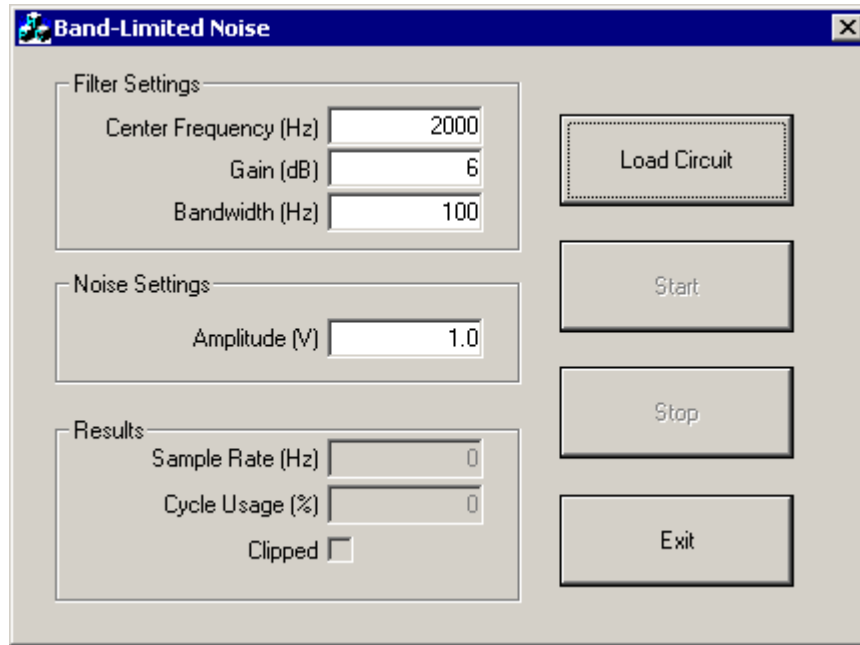 Band-Limited Noise
Filter Settings
Center Frequency (Hz) 2000
Gain (dB) 6
Bandwidth (Hz) 100
Load Circuit
Noise Settings
Amplitude (V) 1.0
Start
Results
Sample Rate (Hz) 0
Cycle Usage (%) 0
Clipped
Stop
Exit